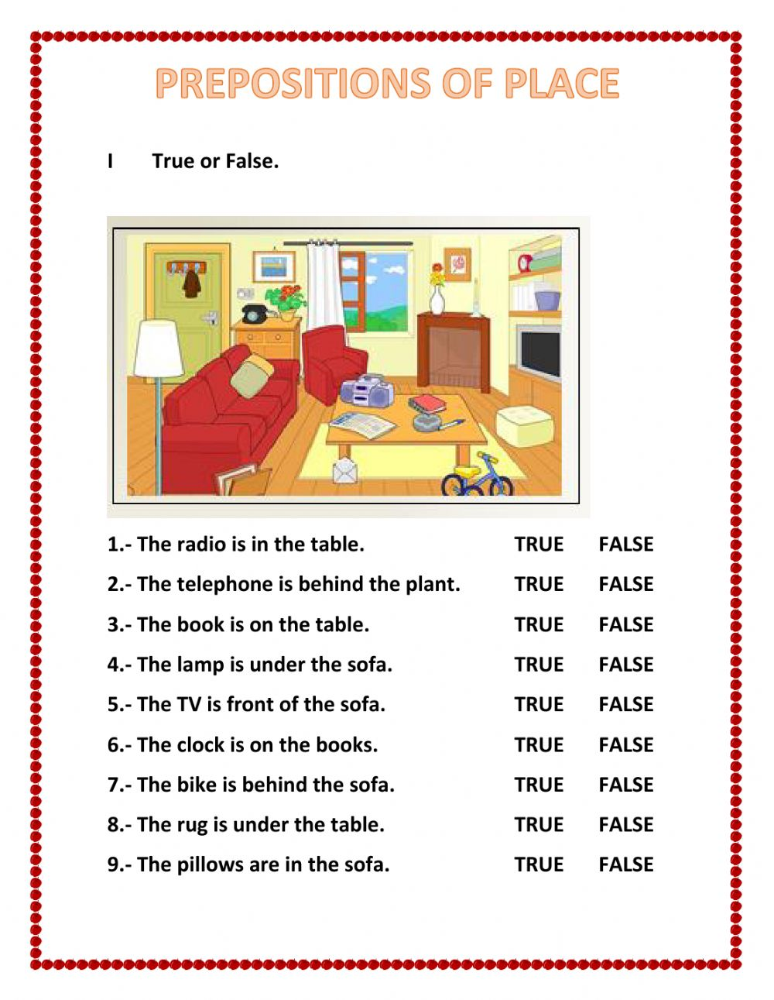 PREPOSITIONS OF PLACE
I True or False.
1.- The radio is in the table. TRUE FALSE
2.- The telephone is behind the plant. TRUE FALSE
3.- The book is on the table. TRUE FALSE
4.- The lamp is under the sofa. TRUE FALSE
5.- The TV is front of the sofa. TRUE FALSE
6.- The clock is on the books. TRUE FALSE
7.- The bike is behind the sofa. TRUE FALSE
8.- The rug is under the table. TRUE FALSE
9.- The pillows are in the sofa. TRUE FALSE